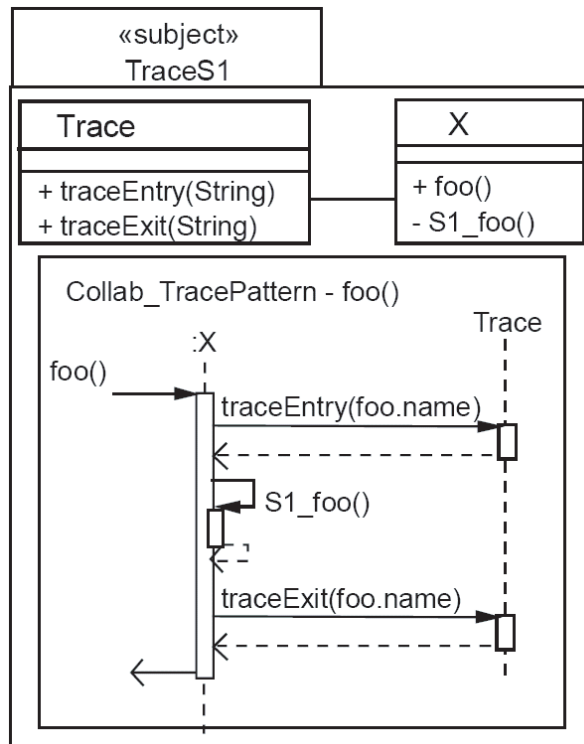 «subject»
TraceS1
Trace
+ traceEntry(String)
+ traceExit(String)
X
+ foo()
- S1_foo()
Collab_TracePattern - foo()
:X
Trace
foo()
traceEntry(foo.name)
S1_foo()
traceExit(foo.name)